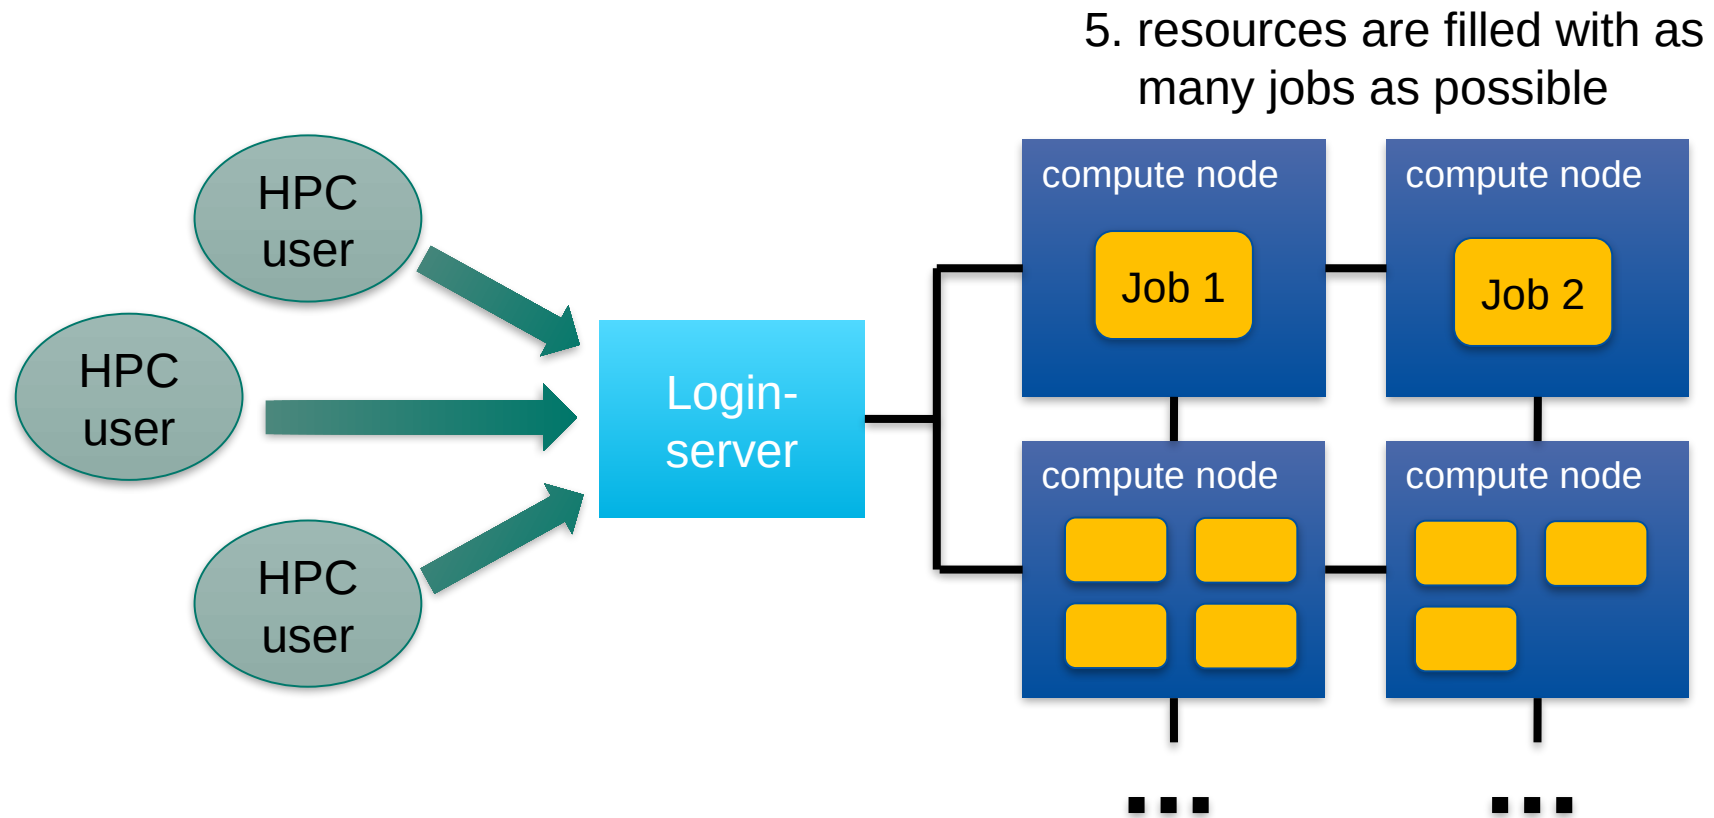 5. resources are filled with as
many jobs as possible
HPC
user
HPC
user
HPC
user
Login-
server
compute node
Job 1
compute node
Job 2
compute node
compute node
...
...